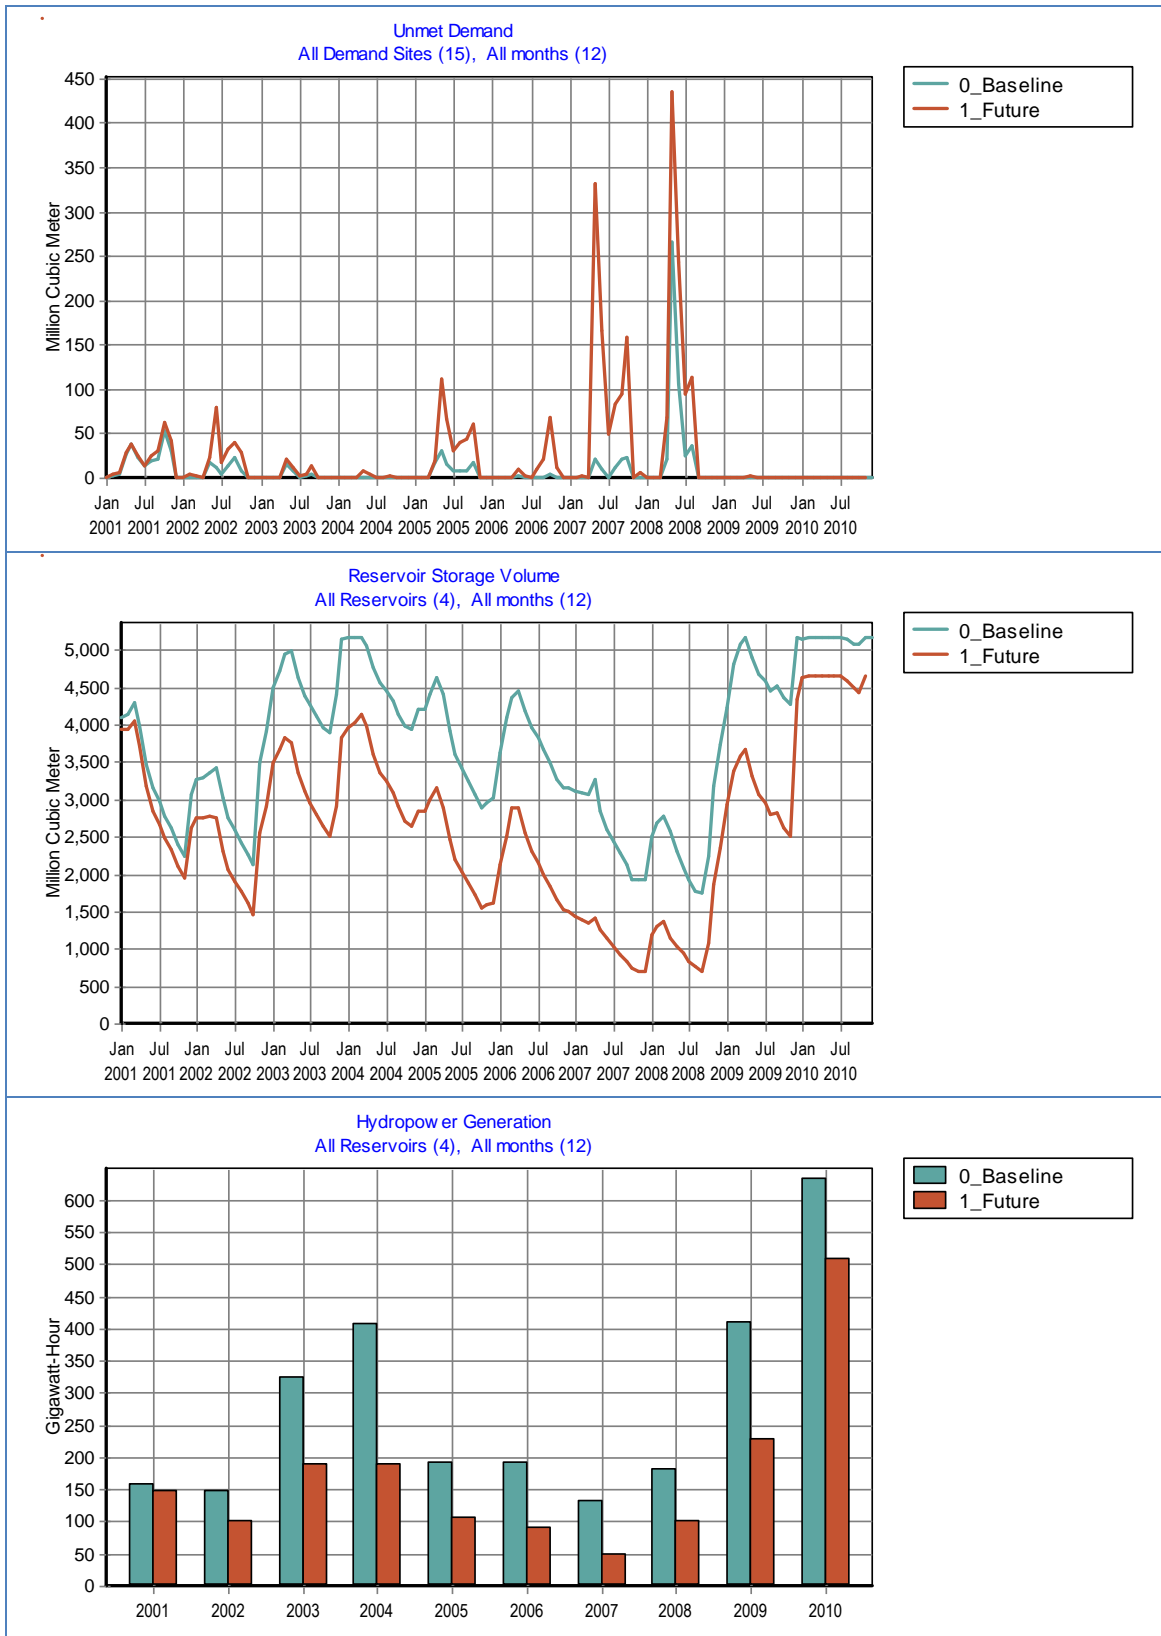 Unmet Demand
All Demand Sites (15), All months (12)
450
400
350
300
250
200
150
100
50
0
Million Cubic Meter
Jan Jul Jan Jul Jan Jul Jan Jul Jan Jul Jan Jul Jan Jul Jan Jul Jan Jul Jan Jul
2001 2001 2002 2002 2003 2003 2004 2004 2005 2005 2006 2006 2007 2007 2008 2008 2009 2009 2010 2010
0_Baseline
1_Future
Reservoir Storage Volume
All Reservoirs (4), All months (12)
5,000
4,500
4,000
3,500
3,000
2,500
2,000
1,500
1,000
500
0
Million Cubic Meter
Jan Jul Jan Jul Jan Jul Jan Jul Jan Jul Jan Jul Jan Jul Jan Jul Jan Jul Jan Jul
2001 2001 2002 2002 2003 2003 2004 2004 2005 2005 2006 2006 2007 2007 2008 2008 2009 2009 2010 2010
0_Baseline
1_Future
Hydropower Generation
All Reservoirs (4), All months (12)
600
550
500
450
400
350
300
250
200
150
100
50
0
Gigawatt-Hour
2001 2002 2003 2004 2005 2006 2007 2008 2009 2010
0_Baseline
1_Future